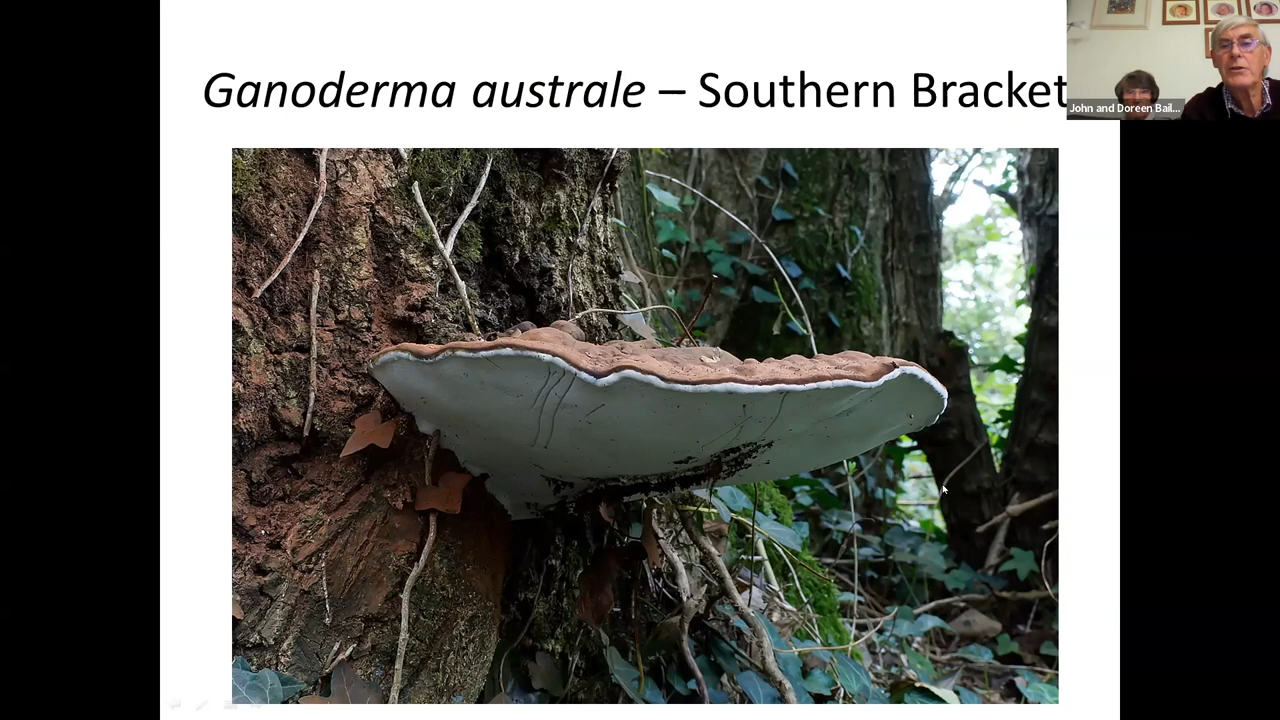 Ganoderma australe – Southern Bracket
John and Doreen Bail...